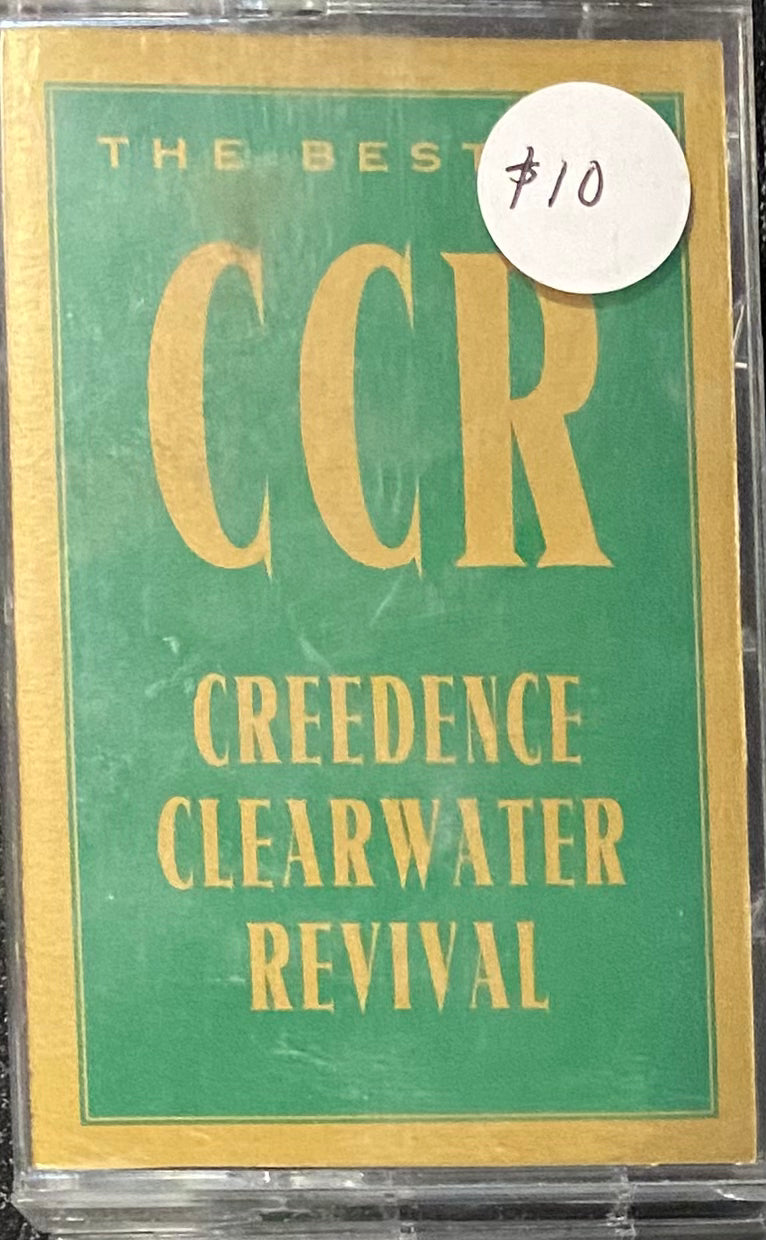 THE BEST
$10
CCR
CREEDENCE
CLEARWATER
REVIVAL